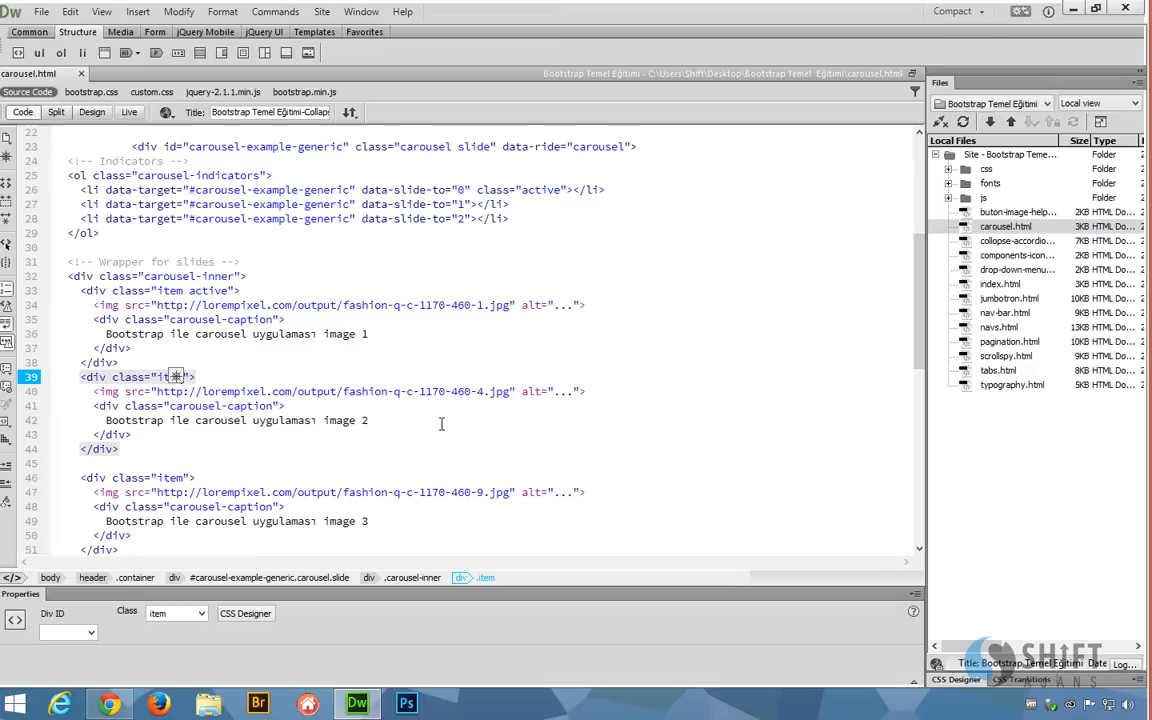 Dw File Edit View Insert Modify Format Commands Site Window Help Compact
Common Structure Media Form jQuery Mobile jQuery UI Templates Favorites
ul ol li
carousel.html
Bootstrap Temel Eğitimi - C:\Users\Shift\Desktop\Bootstrap Temel Eğitimi\carousel.html
Source Code bootstrap.css custom.css jquery-2.1.1.min.js bootstrap.min.js
Code Split Design Live Title: Bootstrap Temel Eğitimi-Collaps
22
23 <div id="carousel-example-generic" class="carousel slide" data-ride="carousel">
24 <!-- Indicators -->
25 <ol class="carousel-indicators">
26 <li data-target="#carousel-example-generic" data-slide-to="0" class="active"></li>
27 <li data-target="#carousel-example-generic" data-slide-to="1"></li>
28 <li data-target="#carousel-example-generic" data-slide-to="2"></li>
29 </ol>
30
31 <!-- Wrapper for slides -->
32 <div class="carousel-inner">
33 <div class="item active">
34 <img src="http://lorempixel.com/output/fashion-q-c-1170-460-1.jpg" alt="...">
35 <div class="carousel-caption">
36 Bootstrap ile carousel uygulaması image 1
37 </div>
38 </div>
39 <div class="it ">
40 <img src="http://lorempixel.com/output/fashion-q-c-1170-460-4.jpg" alt="...">
41 <div class="carousel-caption">
42 Bootstrap ile carousel uygulaması image 2
43 </div>
44 </div>
45
46 <div class="item">
47 <img src="http://lorempixel.com/output/fashion-q-c-1170-460-9.jpg" alt="...">
48 <div class="carousel-caption">
49 Bootstrap ile carousel uygulaması image 3
50 </div>
51 </div>
</> body header .container div #carousel-example-generic.carousel.slide div .carousel-inner div .item
Properties
Div ID Class item CSS Designer
Files
Bootstrap Temel Eğitimi Local view
Local Files Size Type
Site - Bootstrap Teme... Folder
css Folder
fonts Folder
js Folder
buton-image-help... 2KB HTML Do...
carousel.html 3KB HTML Do...
collapse-accordio... 7KB HTML Do...
components-icon... 2KB HTML Do...
drop-down-menu... 2KB HTML Do...
index.html 2KB HTML Do...
jumbotron.html 10KB HTML Do...
nav-bar.html 10KB HTML Do...
navs.html 13KB HTML Do...
pagination.html 22KB HTML Do...
scrollspy.html 9KB HTML Do...
tabs.html 8KB HTML Do...
typography.html 5KB HTML Do...
SHIFT
AJANS
Title: Bootstrap Temel Eğitimi Date Log...
CSS Designer CSS Transitions
Br Dw Ps